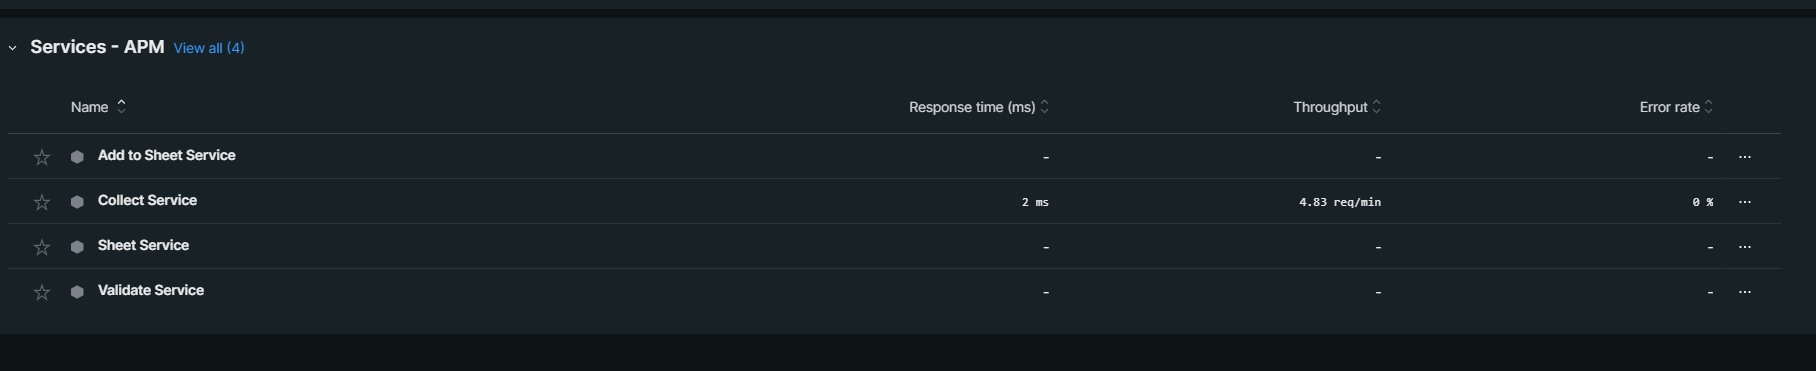 Services - APM View all (4)
Name Response time (ms) Throughput Error rate
Add to Sheet Service - - - ...
Collect Service 2 ms 4.83 req/min 0 % ...
Sheet Service - - - ...
Validate Service - - - ...